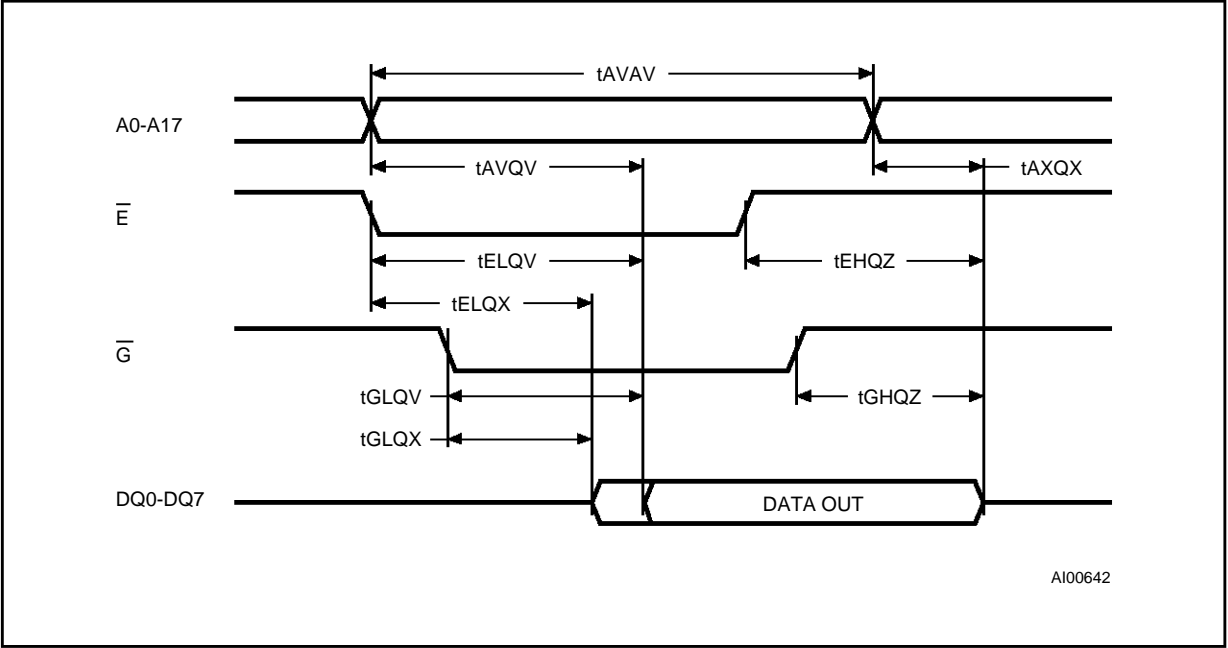 tAVAV
A0-A17
tAVQV
tAXQX
E̅
tELQV
tEHQZ
tELQX
G̅
tGLQV
tGHQZ
tGLQX
DQ0-DQ7
DATA OUT
AI00642